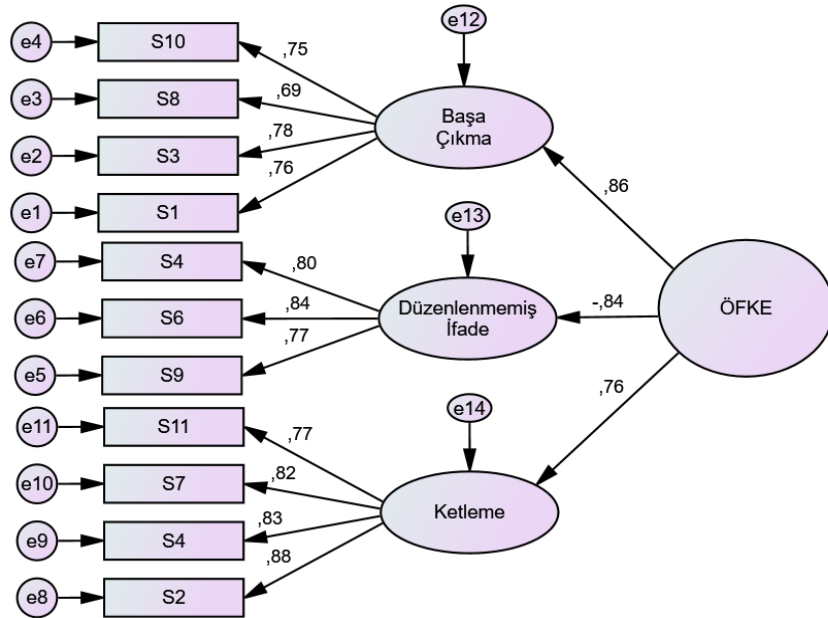 e12
e4
S10
,75
e3
S8
,69
Başa
Çıkma
e2
S3
,78
e1
S1
,76
,86
e13
e7
S4
,80
e6
S6
,84
Düzenlenmemiş
İfade
-,84
ÖFKE
e5
S9
,77
,76
e14
e11
S11
,77
e10
S7
,82
Ketleme
e9
S4
,83
e8
S2
,88